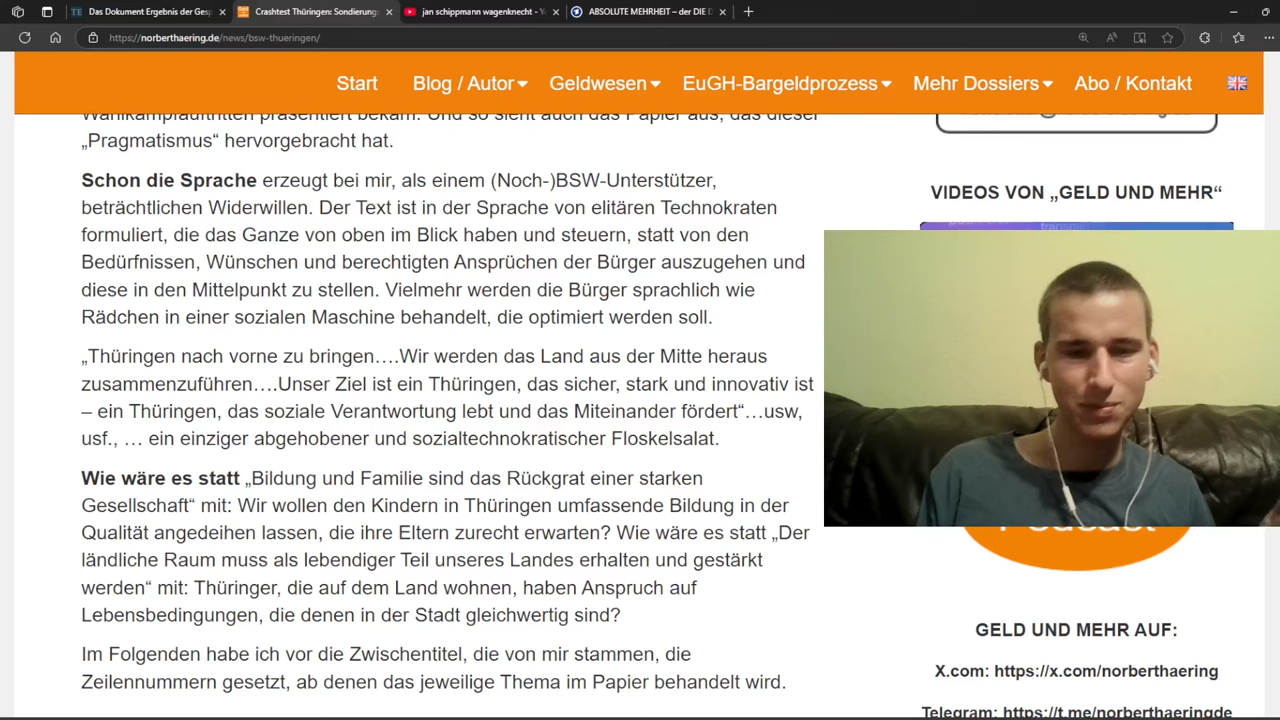 Das Dokument Ergebnis der Gesp
Crashtest Thüringen: Sondierung
jan schippmann wagenknecht - Y
ABSOLUTE MEHRHEIT – der DIE D
https://norberthaering.de/news/bsw-thueringen/
Start
Blog / Autor
Geldwesen
EuGH-Bargeldprozess
Mehr Dossiers
Abo / Kontakt
Wahlkampfauftritten präsentiert bekam. Und so sieht auch das Papier aus, das dieser
„Pragmatismus“ hervorgebracht hat.
Schon die Sprache erzeugt bei mir, als einem (Noch-)BSW-Unterstützer,
beträchtlichen Widerwillen. Der Text ist in der Sprache von elitären Technokraten
formuliert, die das Ganze von oben im Blick haben und steuern, statt von den
Bedürfnissen, Wünschen und berechtigten Ansprüchen der Bürger auszugehen und
diese in den Mittelpunkt zu stellen. Vielmehr werden die Bürger sprachlich wie
Rädchen in einer sozialen Maschine behandelt, die optimiert werden soll.
„Thüringen nach vorne zu bringen….Wir werden das Land aus der Mitte heraus
zusammenzuführen….Unser Ziel ist ein Thüringen, das sicher, stark und innovativ ist
– ein Thüringen, das soziale Verantwortung lebt und das Miteinander fördert“…usw,
usf., … ein einziger abgehobener und sozialtechnokratischer Floskelsalat.
Wie wäre es statt „Bildung und Familie sind das Rückgrat einer starken
Gesellschaft“ mit: Wir wollen den Kindern in Thüringen umfassende Bildung in der
Qualität angedeihen lassen, die ihre Eltern zurecht erwarten? Wie wäre es statt „Der
ländliche Raum muss als lebendiger Teil unseres Landes erhalten und gestärkt
werden“ mit: Thüringer, die auf dem Land wohnen, haben Anspruch auf
Lebensbedingungen, die denen in der Stadt gleichwertig sind?
Im Folgenden habe ich vor die Zwischentitel, die von mir stammen, die
Zeilennummern gesetzt, ab denen das jeweilige Thema im Papier behandelt wird.
VIDEOS VON „GELD UND MEHR“
Podcast
GELD UND MEHR AUF:
X.com: https://x.com/norberthaering
Telegram: https://t.me/norberthaeringde